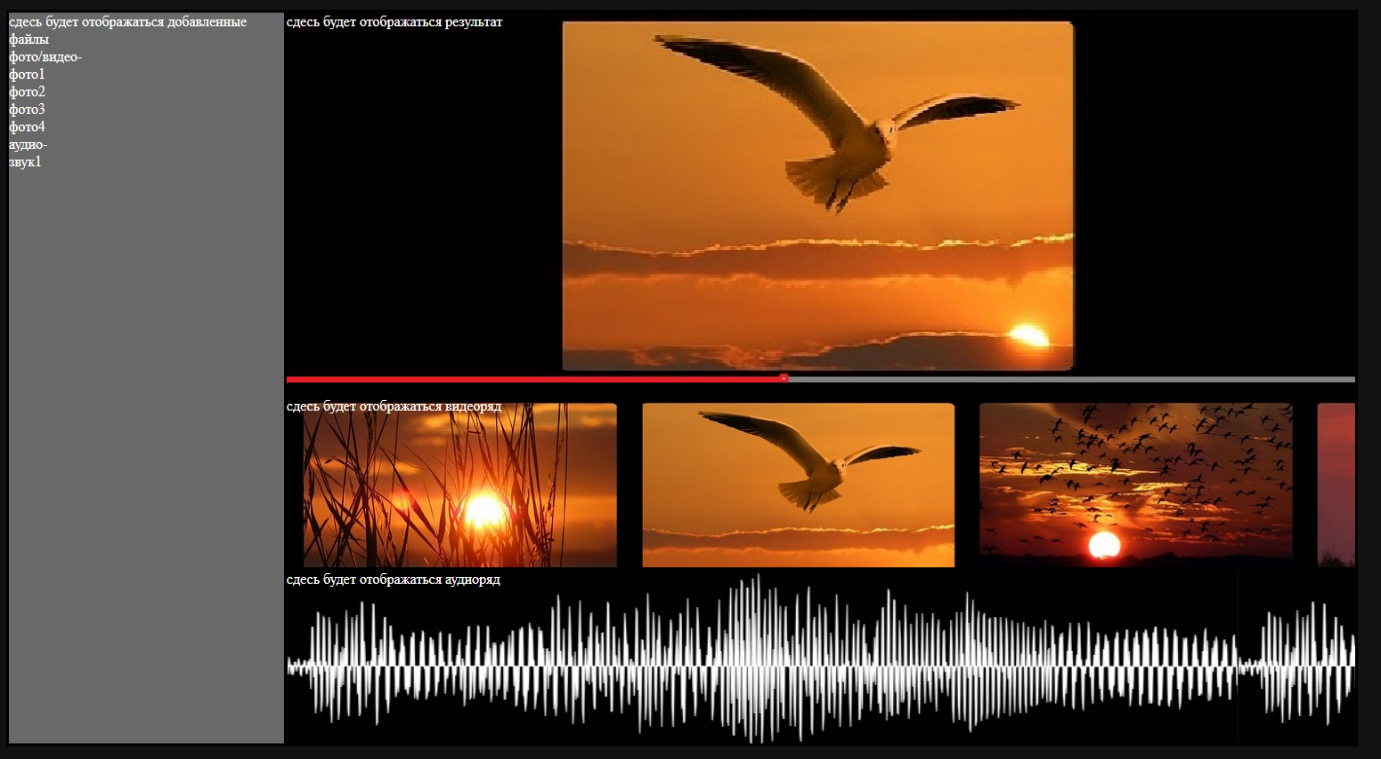 сдесь будет отображаться добавленные
файлы
фото/видео-
фото1
фото2
фото3
фото4
аудио-
звук1
сдесь будет отображаться результат
сдесь будет отображаться видеоряд
сдесь будет отображаться аудиоряд